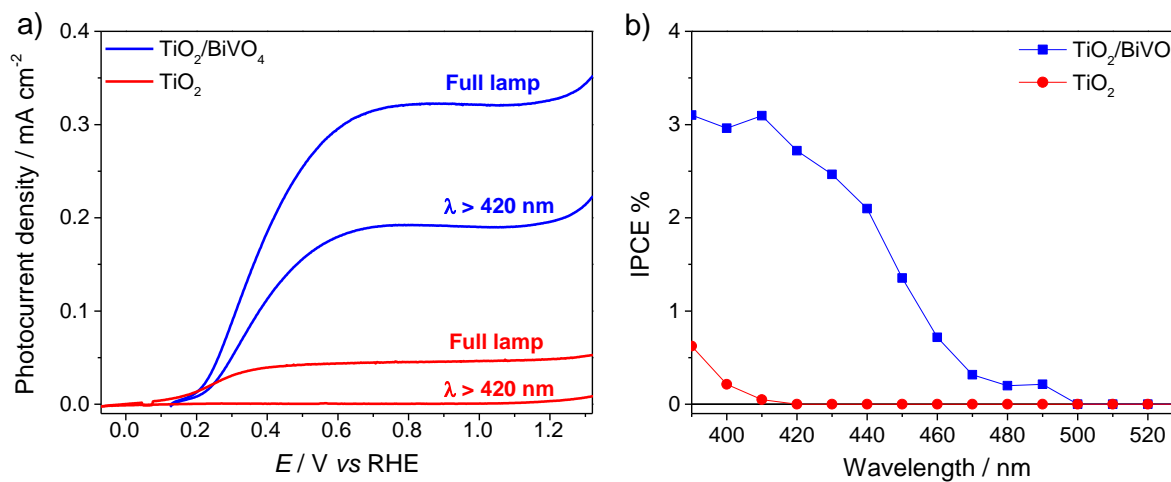 a)
TiO₂/BiVO₄
TiO₂
Full lamp
λ > 420 nm
Full lamp
λ > 420 nm
0.4
0.3
0.2
0.1
0.0
0.0 0.2 0.4 0.6 0.8 1.0 1.2
Photocurrent density / mA cm⁻²
E / V vs RHE
b)
TiO₂/BiVO
TiO₂
4
3
2
1
0
400 420 440 460 480 500 520
IPCE %
Wavelength / nm